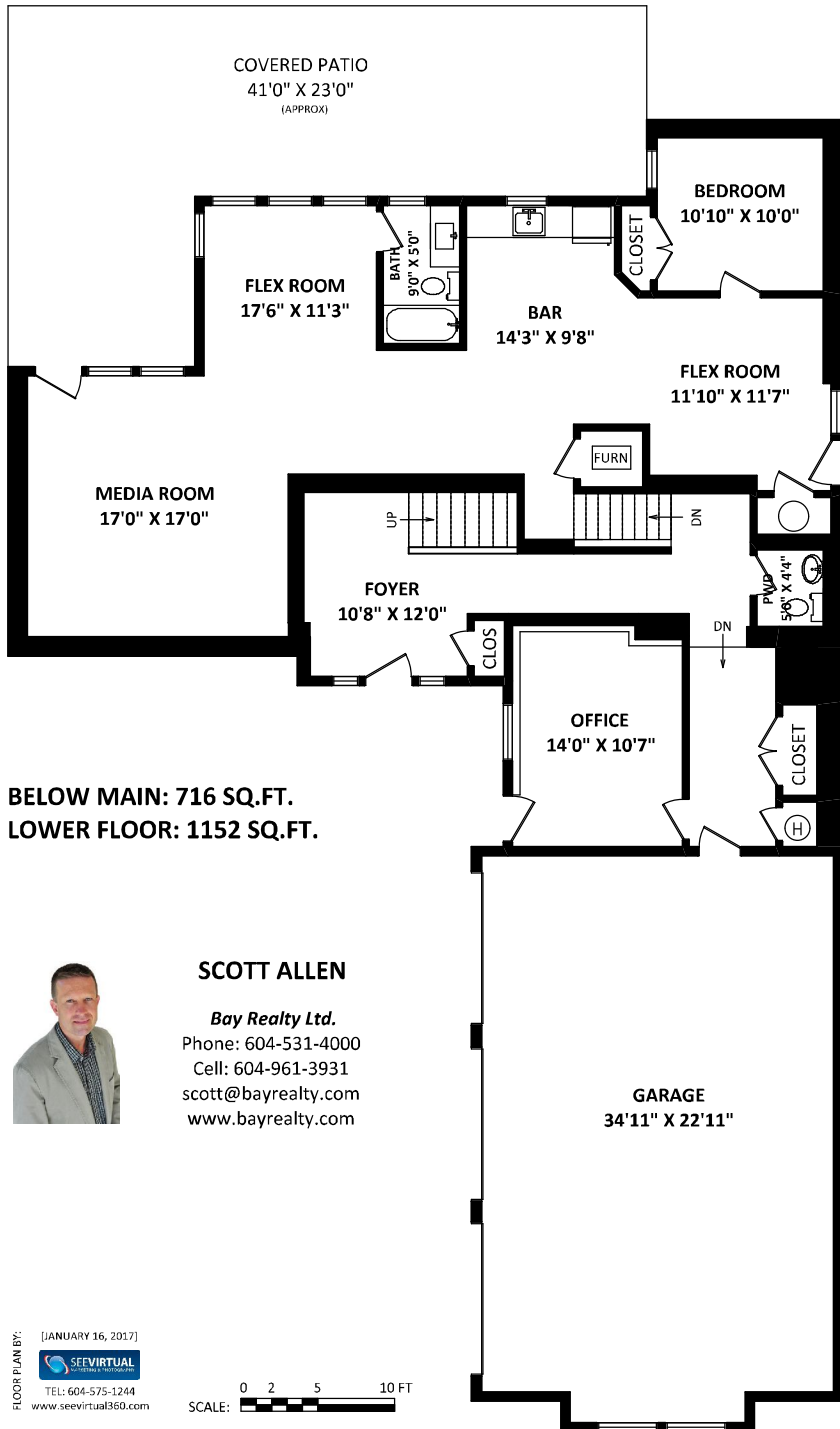 COVERED PATIO
41'0" X 23'0"
(APPROX)
BEDROOM
10'10" X 10'0"
CLOSET
BATH
9'0" X 5'0"
FLEX ROOM
17'6" X 11'3"
BAR
14'3" X 9'8"
FLEX ROOM
11'10" X 11'7"
FURN
MEDIA ROOM
17'0" X 17'0"
UP
DN
FOYER
10'8" X 12'0"
PWD
5'0" X 4'4"
CLOS
DN
OFFICE
14'0" X 10'7"
CLOSET
H
BELOW MAIN: 716 SQ.FT.
LOWER FLOOR: 1152 SQ.FT.
SCOTT ALLEN
Bay Realty Ltd.
Phone: 604-531-4000
Cell: 604-961-3931
scott@bayrealty.com
www.bayrealty.com
GARAGE
34'11" X 22'11"
FLOOR PLAN BY:
[JANUARY 16, 2017]
SEEVIRTUAL
MARKETING & PHOTOGRAPHY
TEL: 604-575-1244
www.seevirtual360.com
SCALE:
0 2 5 10 FT